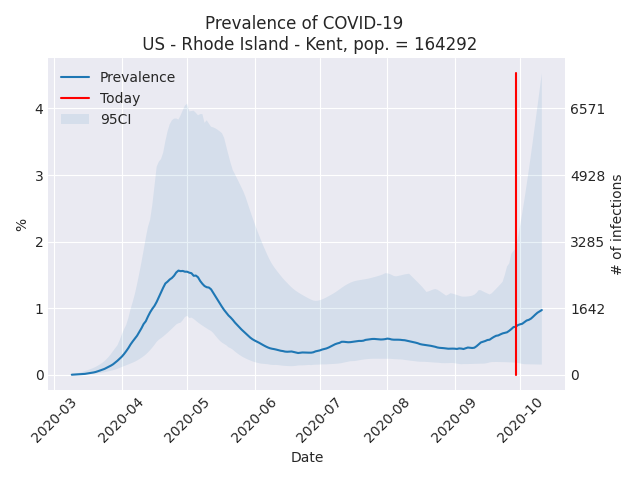 Prevalence of COVID-19
US - Rhode Island - Kent, pop. = 164292
Prevalence
Today
95CI
4
3
2
1
0
%
6571
4928
3285
1642
0
# of infections
2020-03
2020-04
2020-05
2020-06
2020-07
2020-08
2020-09
2020-10
Date